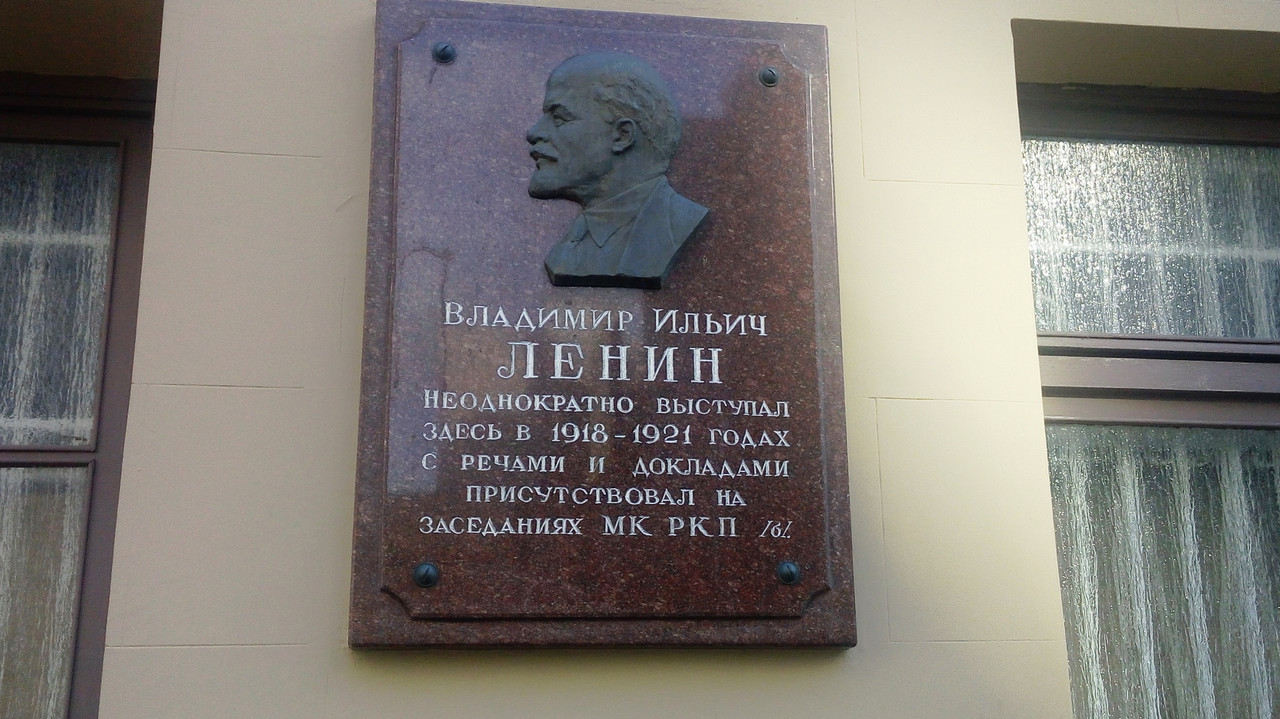 Владимир Ильич
ЛЕНИН
Неоднократно выступал
здесь в 1918-1921 годах
с речами и докладами
присутствовал на
заседаниях МК РКП /б/.